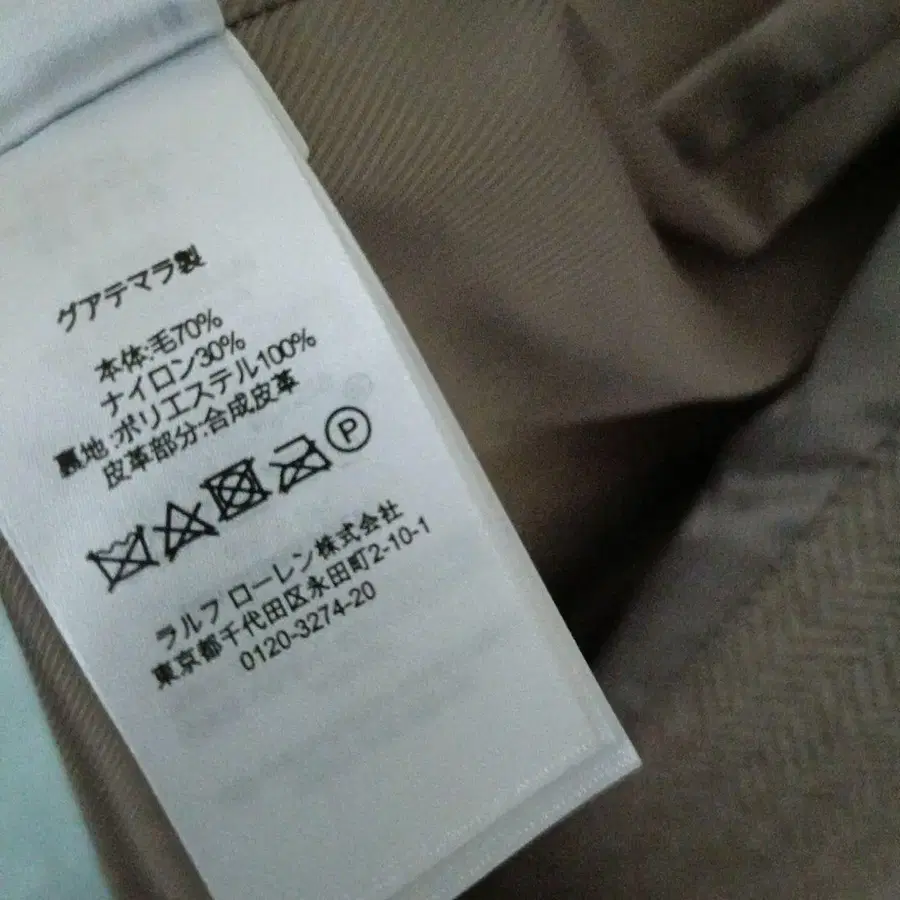 グアテマラ製
本体:毛70%
ナイロン30%
裏地:ポリエステル100%
皮革部分:合成皮革
P
ラルフ ローレン株式会社
東京都千代田区永田町2-10-1
0120-3274-20